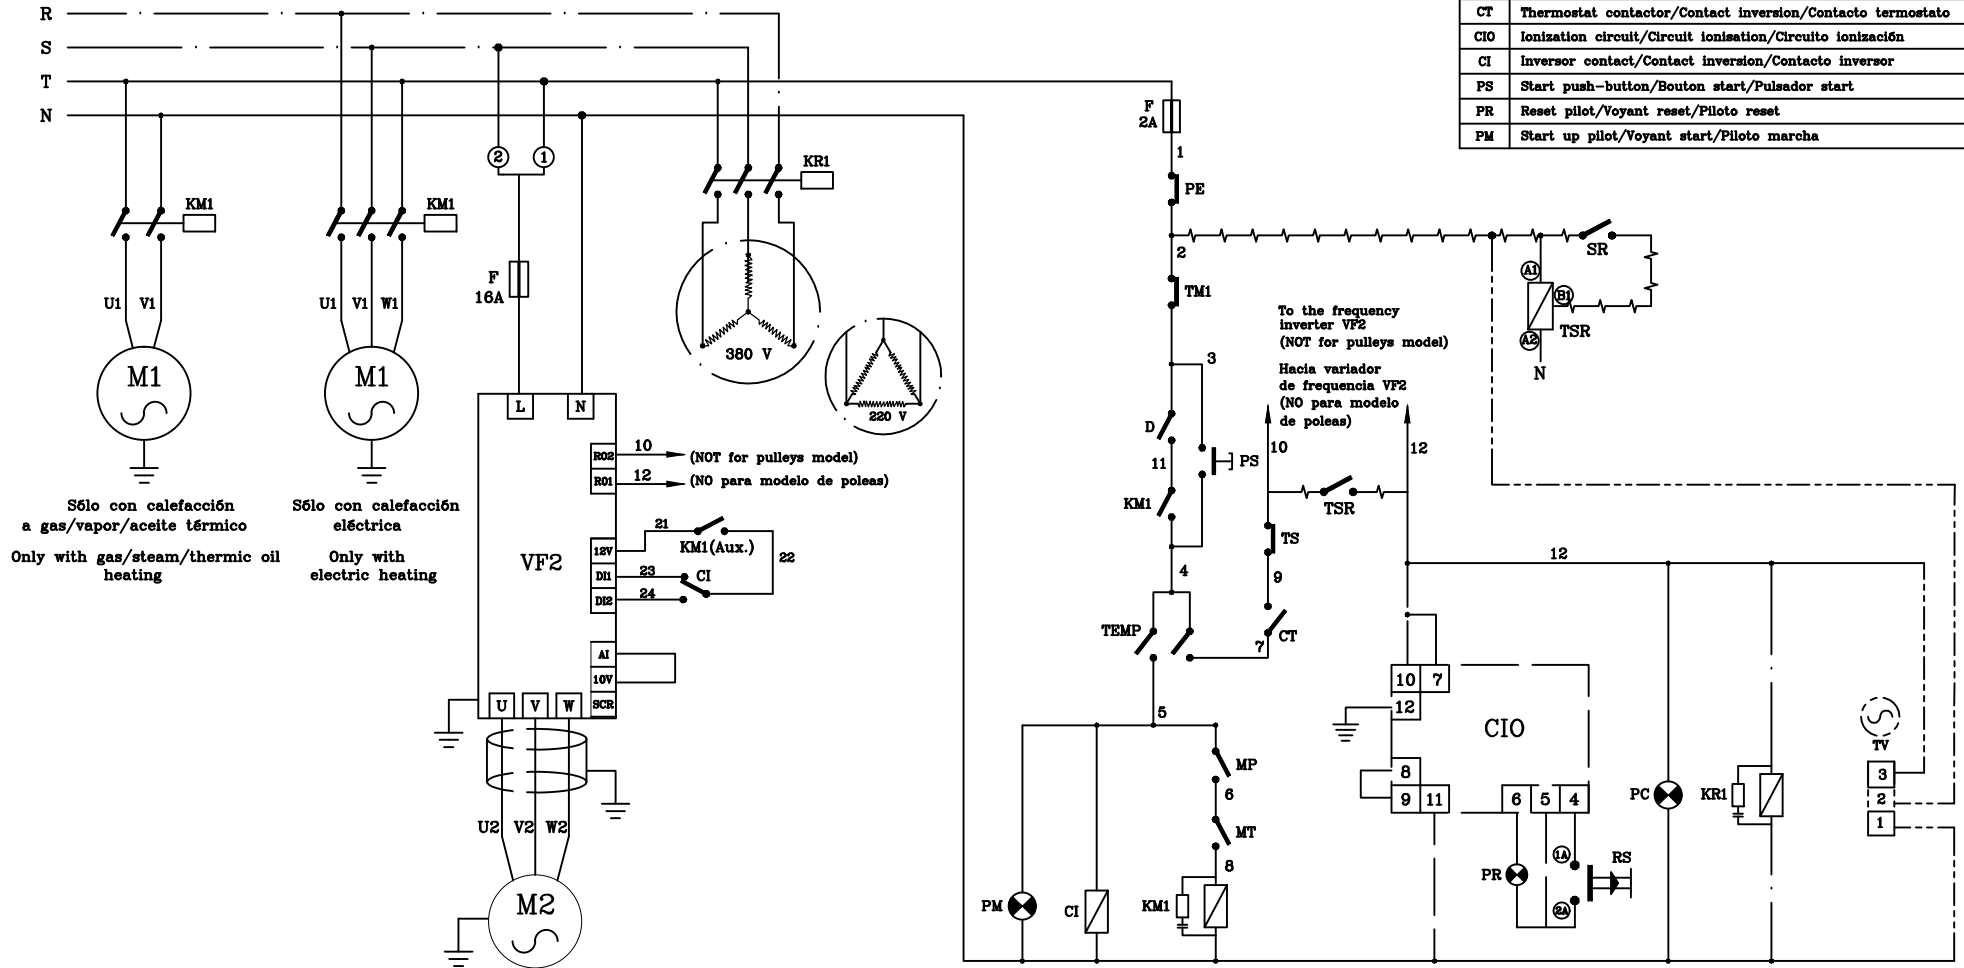 R
S
T
N
CT Thermostat contactor/Contact inversion/Contacto termostato
CIO Ionization circuit/Circuit ionisation/Circuito ionización
CI Inversor contact/Contact inversion/Contacto inversor
PS Start push-button/Bouton start/Pulsador start
PR Reset pilot/Voyant reset/Piloto reset
PM Start up pilot/Voyant start/Piloto marcha
KM1
U1 V1
M1
Sólo con calefacción
a gas/vapor/aceite térmico
Only with gas/steam/thermic oil
heating
KM1
U1 V1 W1
M1
Sólo con calefacción
eléctrica
Only with
electric heating
2 1
F
16A
L N
VF2
RO2
RO1
12V
DI1
DI2
AI
10V
SCR
U V W
10 (NOT for pulleys model)
12 (NO para modelo de poleas)
21
KM1(Aux.)
22
23 CI
24
U2 V2 W2
M2
KR1
380 V
220 V
F
2A
1
PE
2
TM1
3
D
11
PS
KM1
4
TEMP
5
MP
6
MT
8
PM
CI
KM1
To the frequency
inverter VF2
(NOT for pulleys model)
Hacia variador
de frequencia VF2
(NO para modelo
de poleas)
10
12
TSR
TS
9
CT
7
SR
A1
B1
TSR
A2
N
12
10 7
12
CIO
8
9 11
6 5 4
PR
1A
RS
2A
PC
KR1
TV
3
2
1